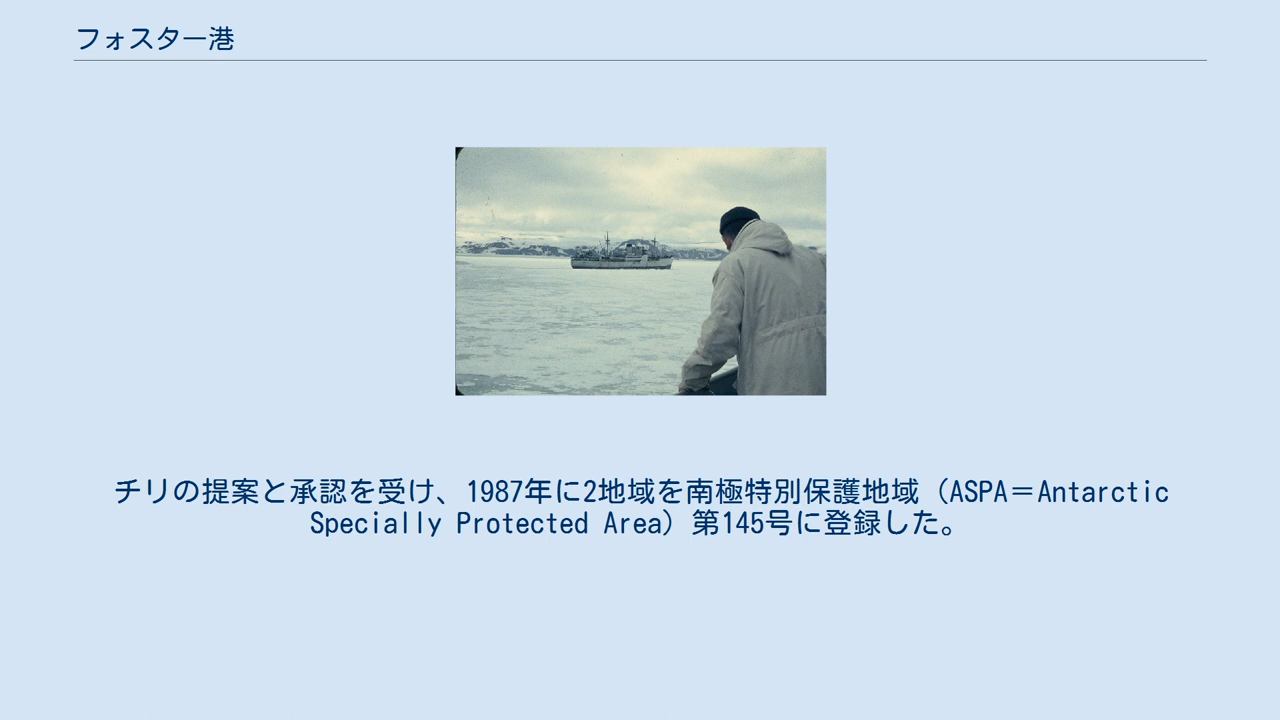 フォスター港
チリの提案と承認を受け、1987年に2地域を南極特別保護地域（ASPA＝Antarctic
Specially Protected Area）第145号に登録した。